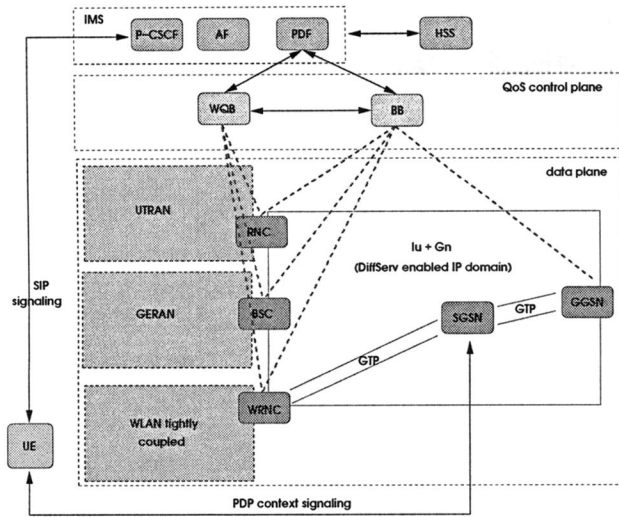 IMS
P-CSCF
AF
PDF
HSS
QoS control plane
WQB
BB
data plane
UTRAN
RNC
Iu + Gn
(DiffServ enabled IP domain)
SIP
signaling
GERAN
BSC
SGSN
GTP
GGSN
GTP
WRNC
WLAN tightly
coupled
UE
PDP context signaling